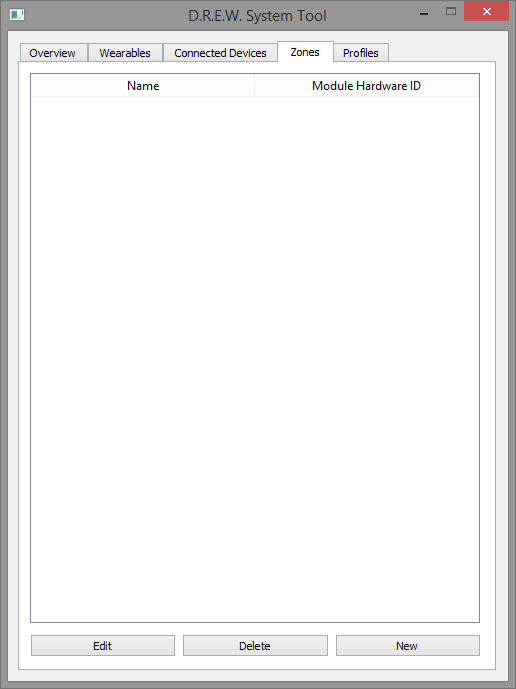 D.R.E.W. System Tool
Overview Wearables Connected Devices Zones Profiles
Name Module Hardware ID
Edit Delete New